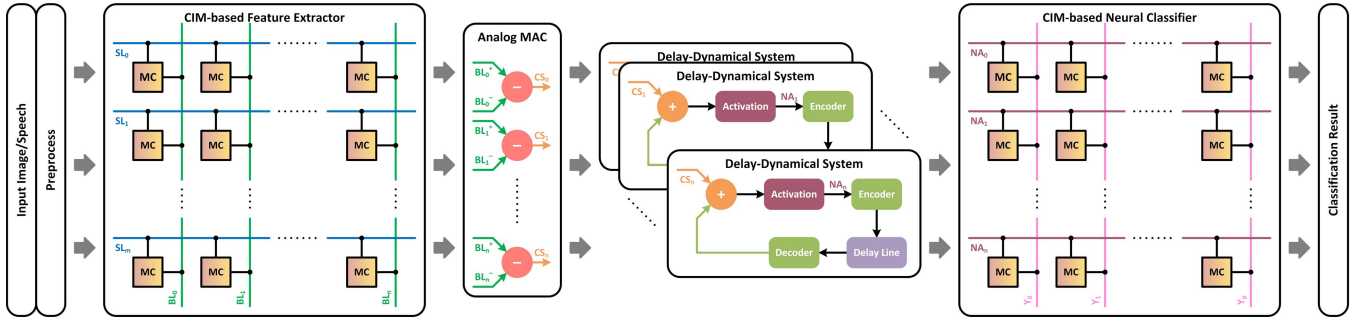 Input Image/Speech
Preprocess
CIM-based Feature Extractor
SL0
MC MC MC
SL1
MC MC MC
SLm
MC MC MC
BL0 BL1 BLn
Analog MAC
BL0+
BL0−
− CS0
BL1+
BL1−
− CS1
BLn+
BLn−
− CSn
Delay-Dynamical System
Delay-Dynamical System
CS1
+ Activation NA1 Encoder
Delay-Dynamical System
CSn
+ Activation NAn Encoder
Decoder Delay Line
CIM-based Neural Classifier
NA0
MC MC MC
NA1
MC MC MC
NAn
MC MC MC
Y0 Y1 Yp
Classification Result